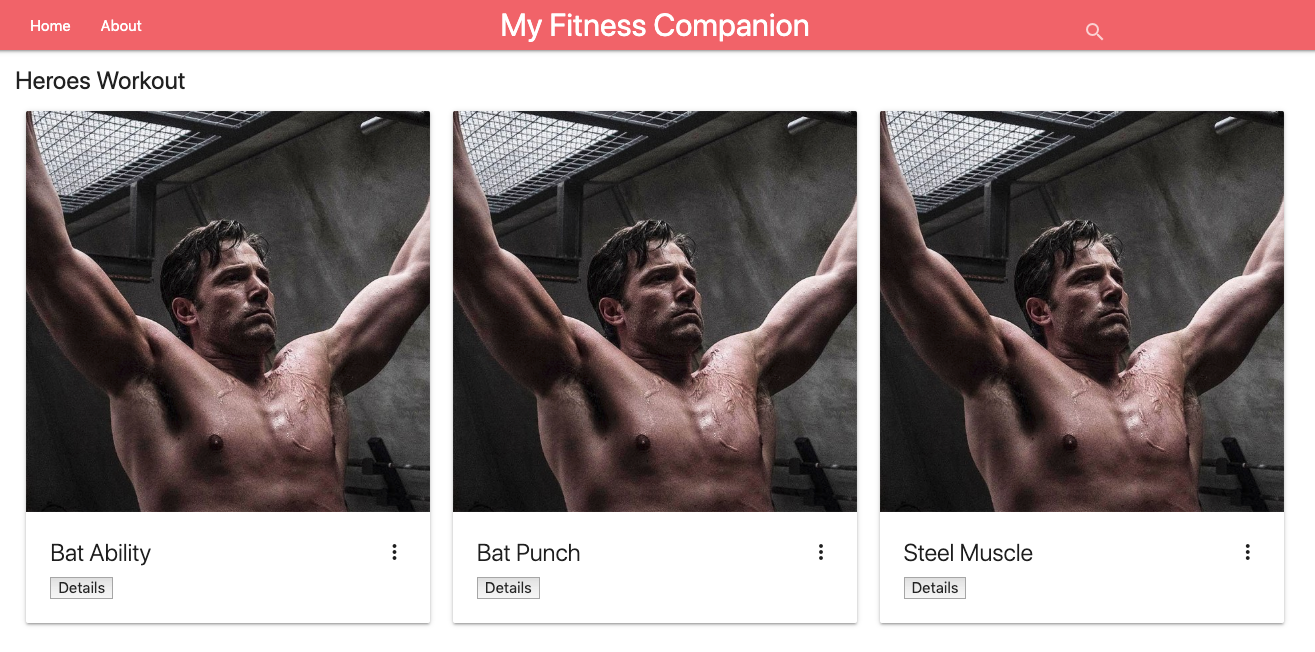 Home
About
My Fitness Companion
Heroes Workout
Bat Ability
Details
Bat Punch
Details
Steel Muscle
Details